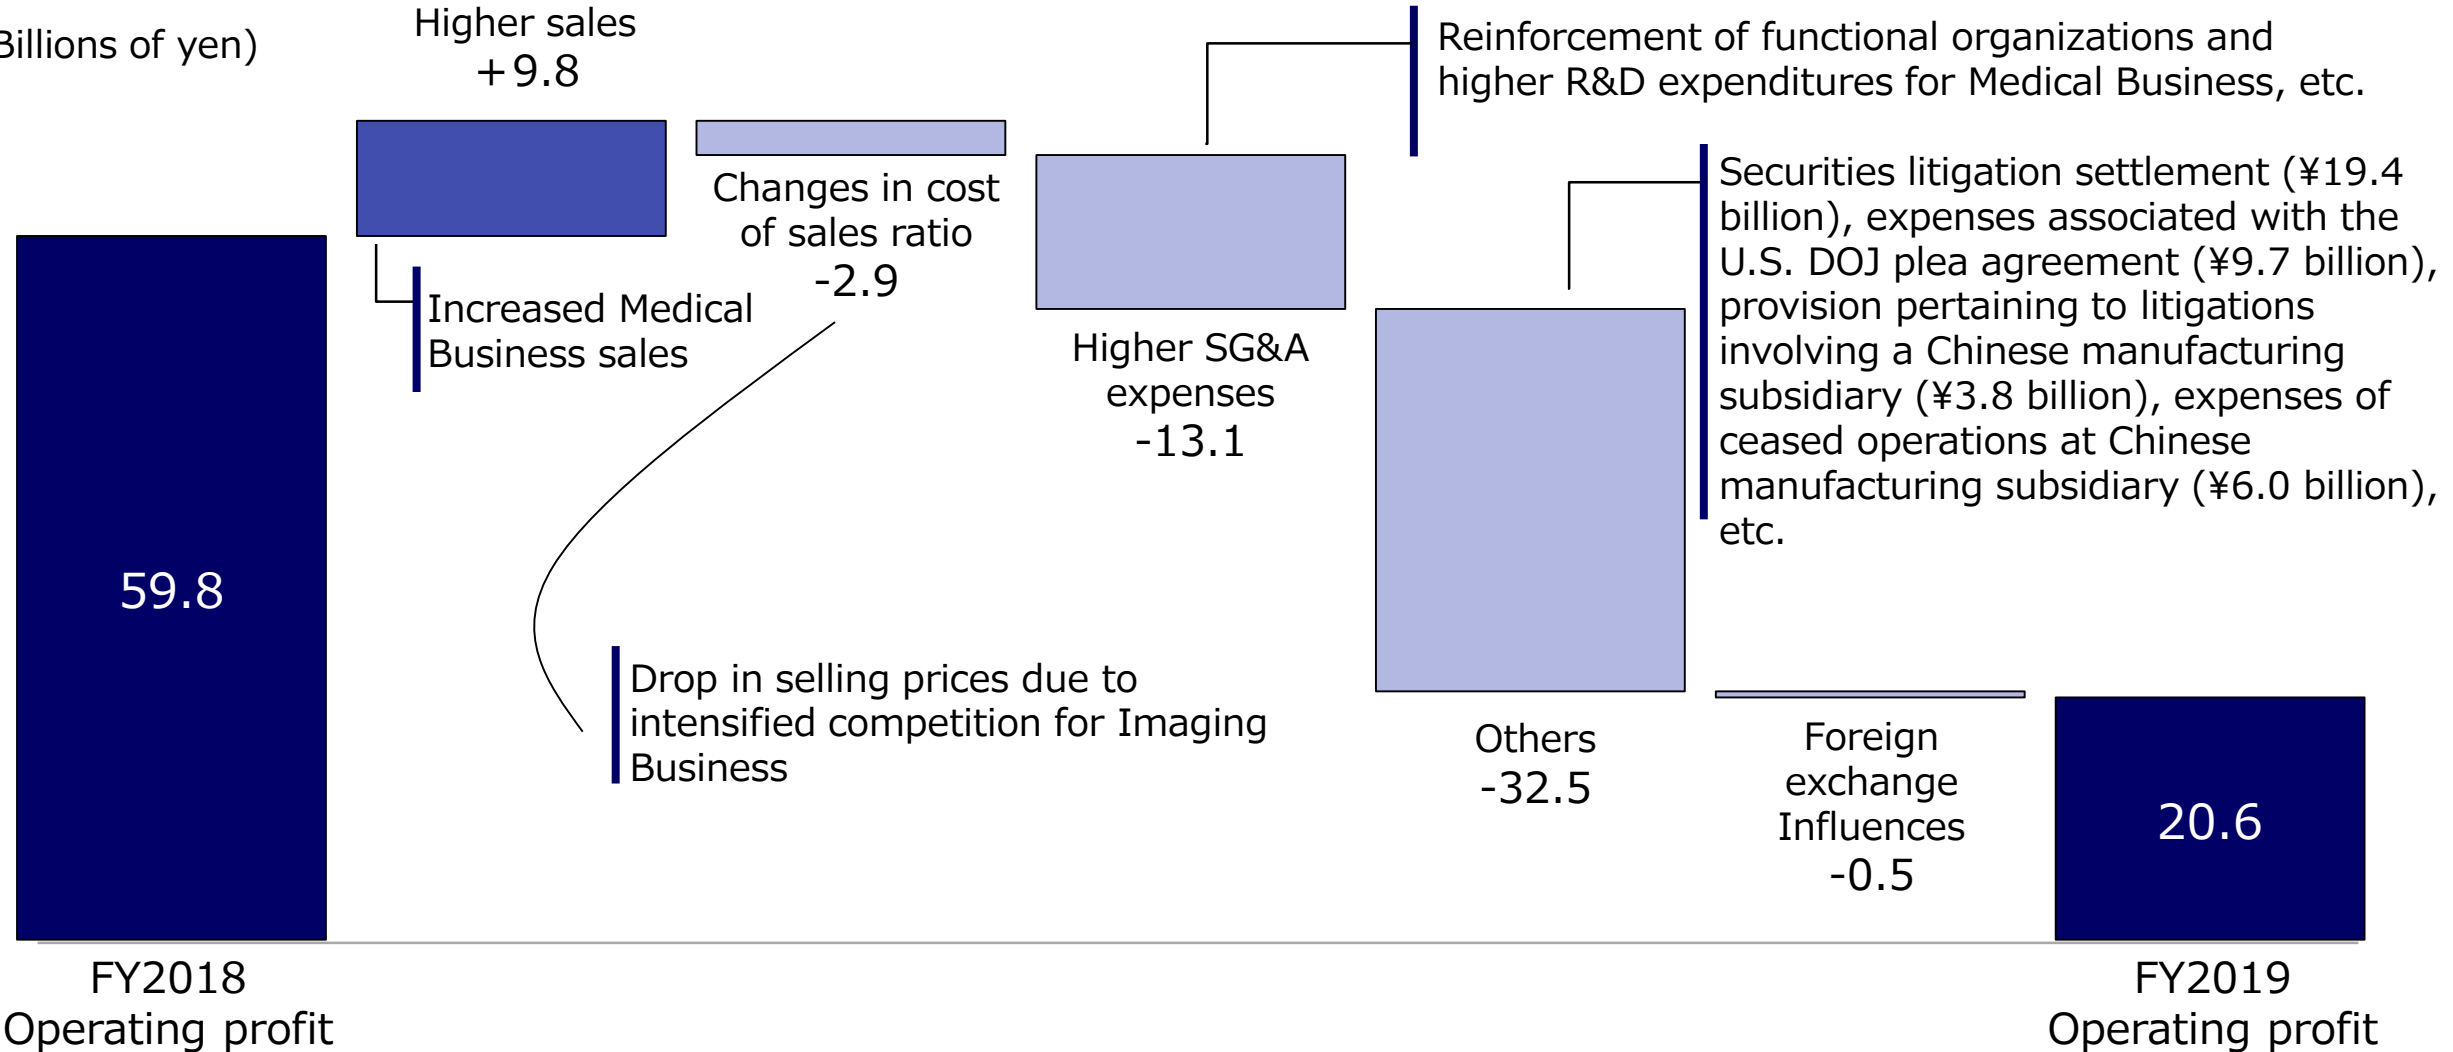 Billions of yen)
Higher sales
+9.8
Reinforcement of functional organizations and
higher R&D expenditures for Medical Business, etc.
Changes in cost
of sales ratio
-2.9
Increased Medical
Business sales
Securities litigation settlement (¥19.4
billion), expenses associated with the
U.S. DOJ plea agreement (¥9.7 billion),
provision pertaining to litigations
involving a Chinese manufacturing
subsidiary (¥3.8 billion), expenses of
ceased operations at Chinese
manufacturing subsidiary (¥6.0 billion),
etc.
Higher SG&A
expenses
-13.1
59.8
Drop in selling prices due to
intensified competition for Imaging
Business
Others
-32.5
Foreign
exchange
Influences
-0.5
20.6
FY2018
Operating profit
FY2019
Operating profit